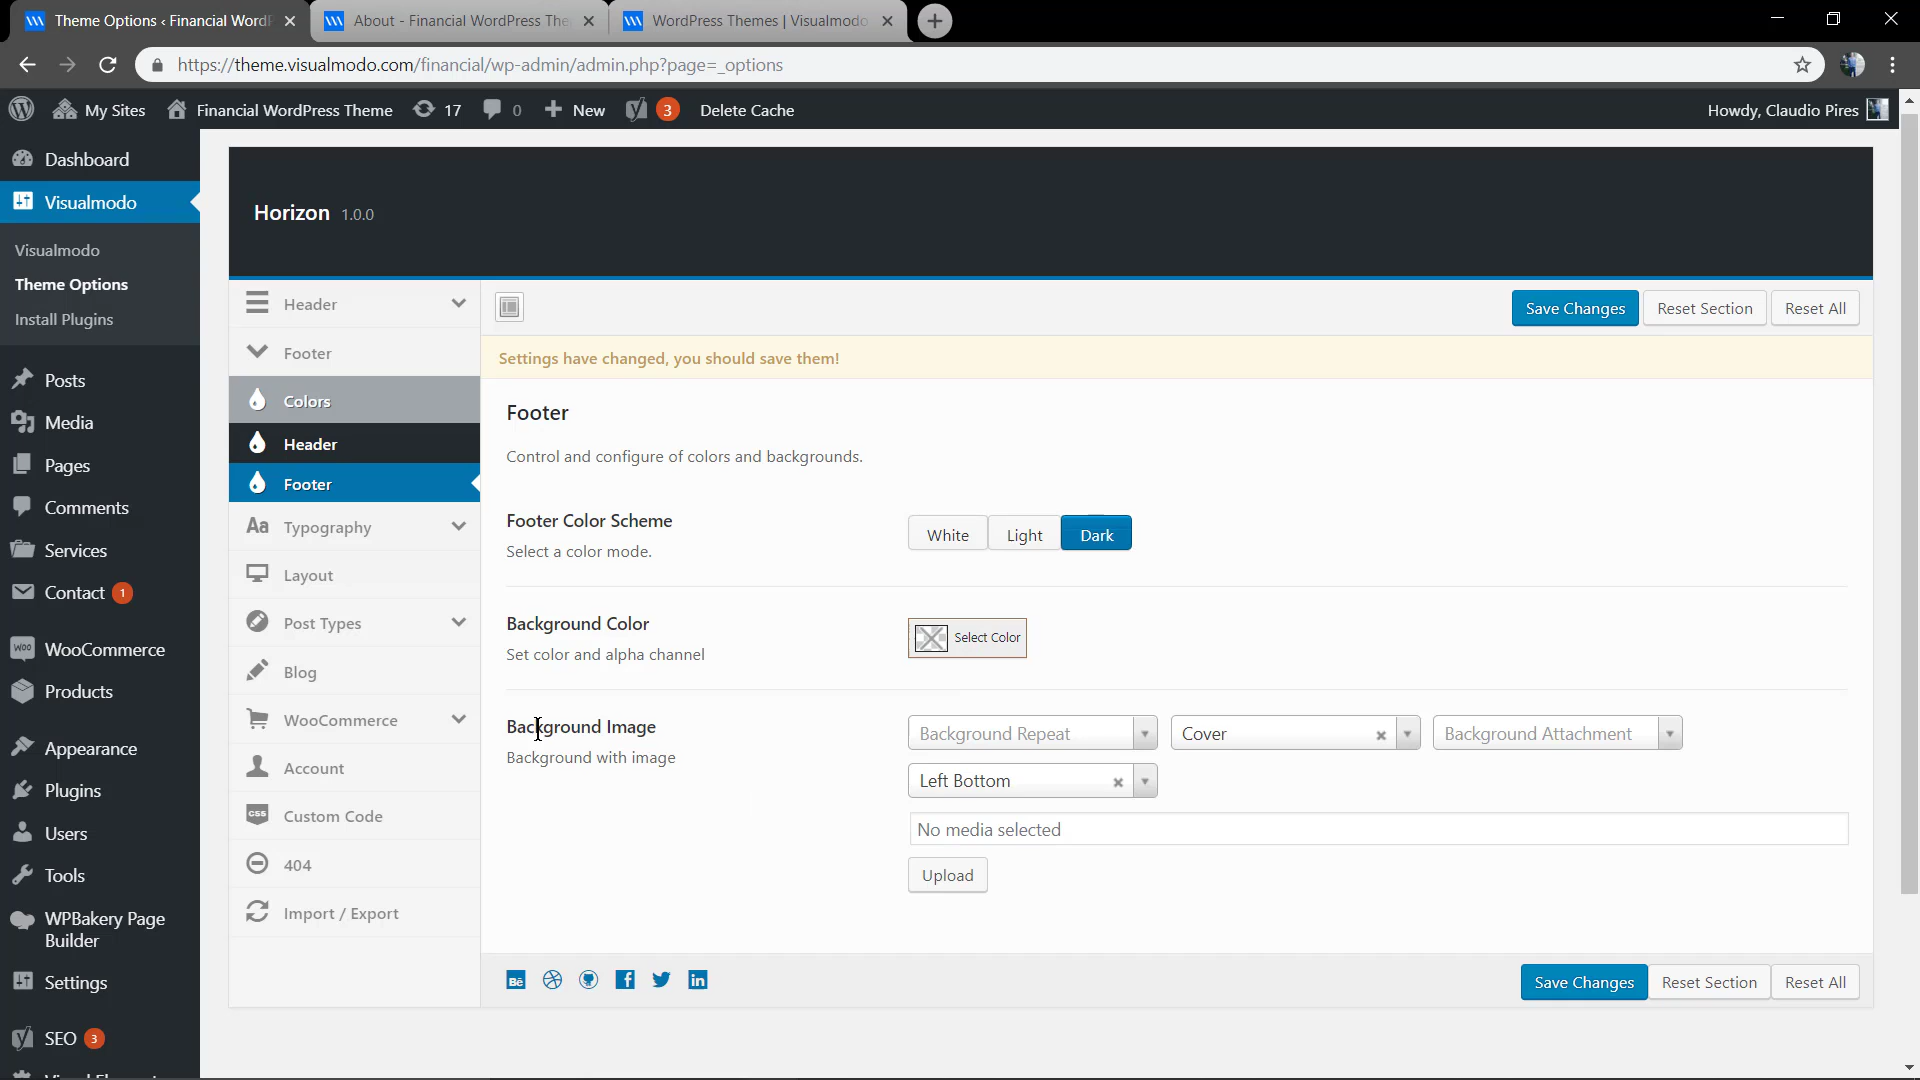 Theme Options ‹ Financial WordP
About - Financial WordPress The
WordPress Themes | Visualmodo
https://theme.visualmodo.com/financial/wp-admin/admin.php?page=_options
My Sites
Financial WordPress Theme
17
0
New
3
Delete Cache
Howdy, Claudio Pires
Dashboard
Visualmodo
Visualmodo
Theme Options
Install Plugins
Posts
Media
Pages
Comments
Services
Contact 1
WooCommerce
Products
Appearance
Plugins
Users
Tools
WPBakery Page
Builder
Settings
SEO 3
Horizon 1.0.0
Header
Footer
Colors
Header
Footer
Aa Typography
Layout
Post Types
Blog
WooCommerce
Account
CSS Custom Code
404
Import / Export
Save Changes
Reset Section
Reset All
Settings have changed, you should save them!
Footer
Control and configure of colors and backgrounds.
Footer Color Scheme
Select a color mode.
White
Light
Dark
Background Color
Set color and alpha channel
Select Color
Background Image
Background with image
Background Repeat
Cover
Background Attachment
Left Bottom
No media selected
Upload
Save Changes
Reset Section
Reset All